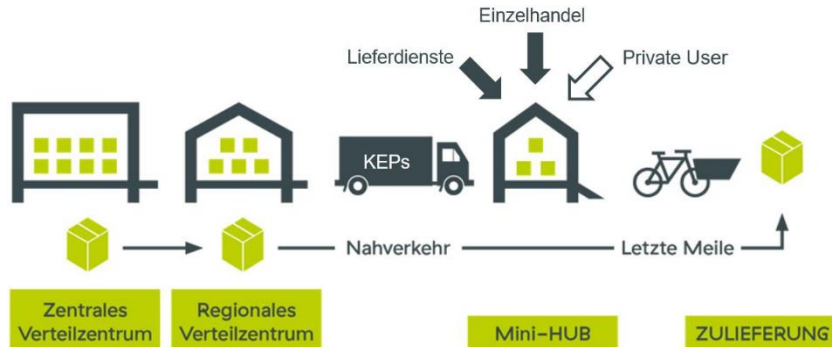 Einzelhandel
Lieferdienste
Private User
KEPs
Nahverkehr
Letzte Meile
Zentrales
Verteilzentrum
Regionales
Verteilzentrum
Mini-HUB
ZULIEFERUNG